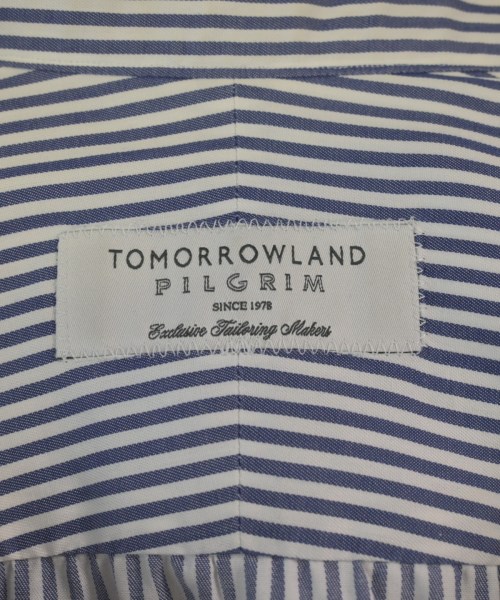 TOMORROWLAND
PILGRIM
SINCE 1978
Exclusive Tailoring Makers